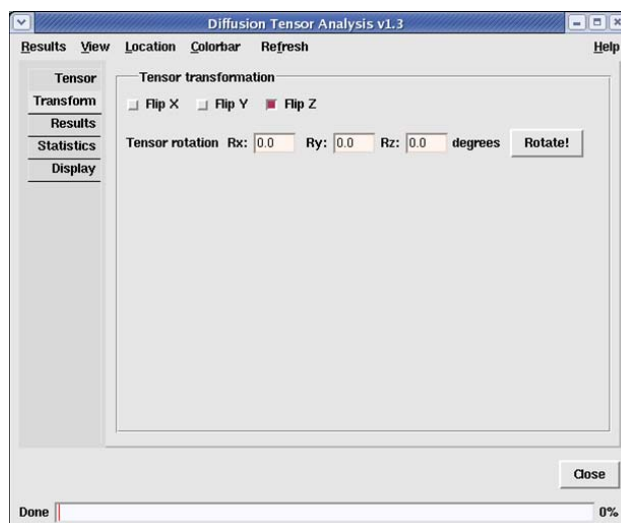 Diffusion Tensor Analysis v1.3
Results View Location Colorbar Refresh Help
Tensor
Transform
Results
Statistics
Display
Tensor transformation
Flip X Flip Y Flip Z
Tensor rotation Rx: 0.0 Ry: 0.0 Rz: 0.0 degrees Rotate!
Close
Done 0%